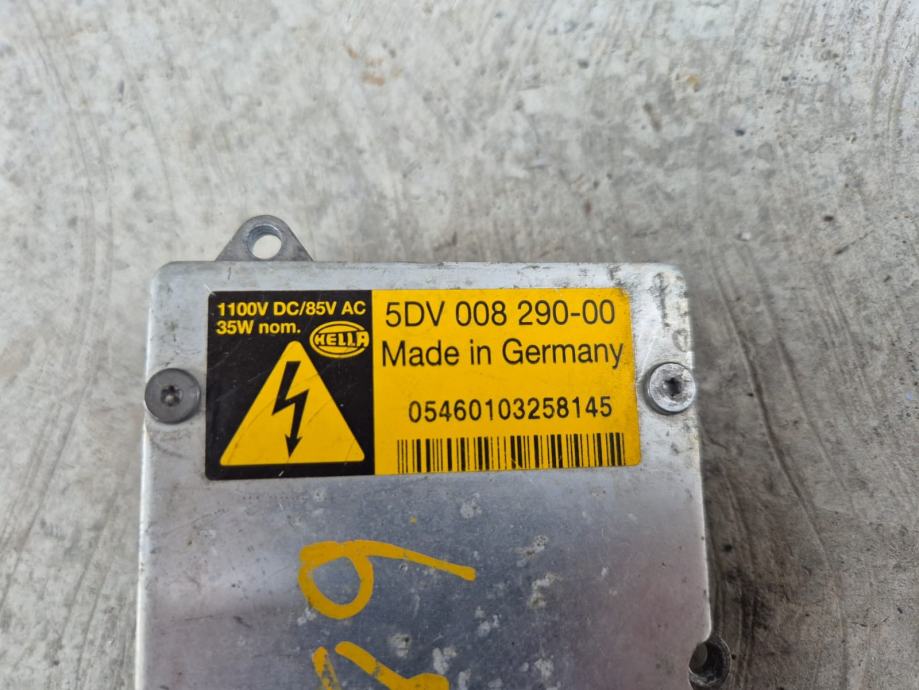 1100V DC/85V AC
35W nom.
HELLA
5DV 008 290-00
Made in Germany
05460103258145